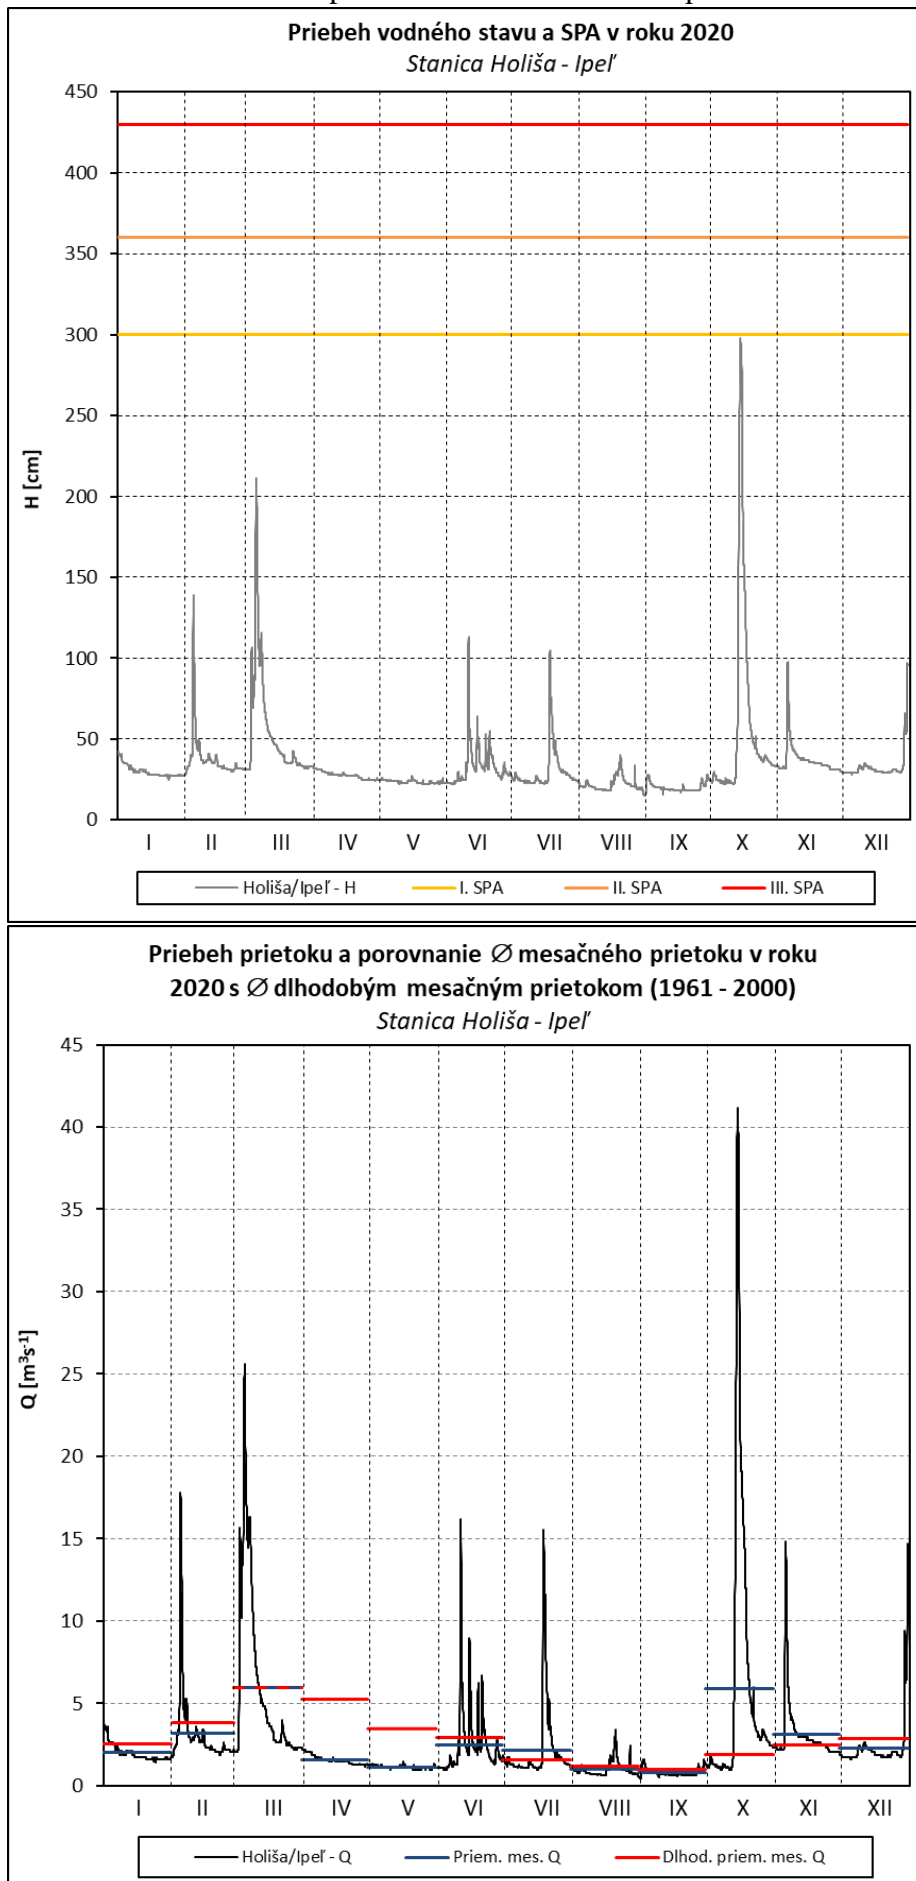 Priebeh vodného stavu a SPA v roku 2020
Stanica Holiša - Ipeľ
H [cm]
450
400
350
300
250
200
150
100
50
0
I II III IV V VI VII VIII IX X XI XII
Holiša/Ipeľ - H I. SPA II. SPA III. SPA
Priebeh prietoku a porovnanie ∅ mesačného prietoku v roku
2020 s ∅ dlhodobým mesačným prietokom (1961 - 2000)
Stanica Holiša - Ipeľ
Q [m³s⁻¹]
45
40
35
30
25
20
15
10
5
0
I II III IV V VI VII VIII IX X XI XII
Holiša/Ipeľ - Q Priem. mes. Q Dlhod. priem. mes. Q